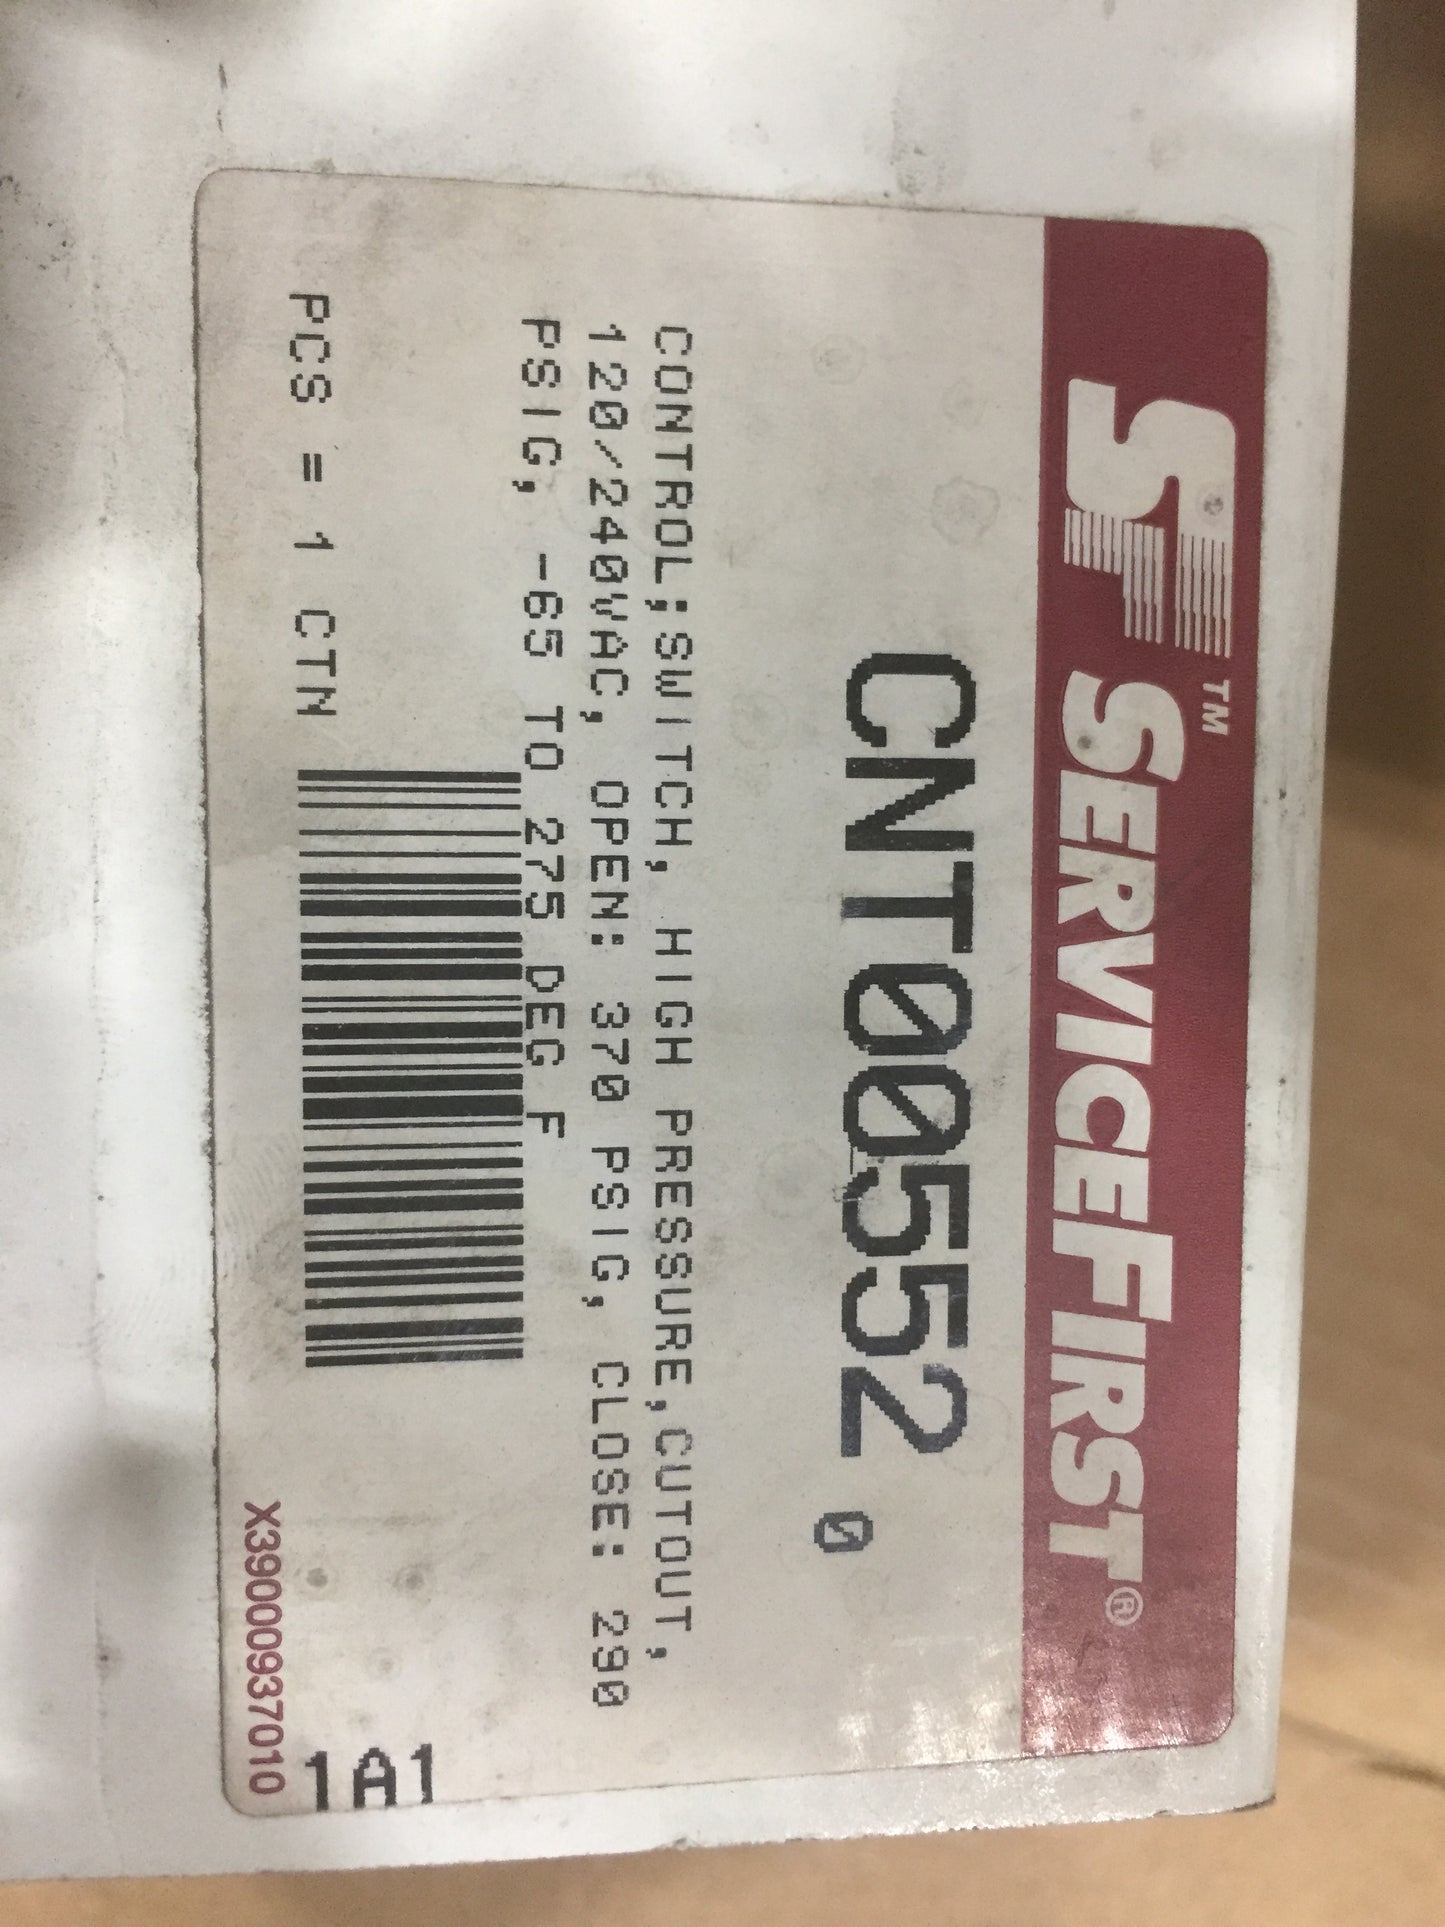 SF™ SERVICEFIRST®
CNT00552 0
CONTROL;SWITCH, HIGH PRESSURE,CUTOUT,
120/240VAC, OPEN: 370 PSIG, CLOSE: 290
PSIG, -65 TO 275 DEG F
PCS = 1 CTN
1A1
X39000937010